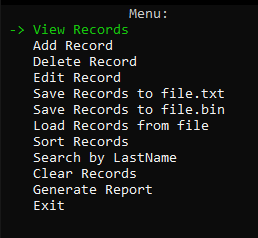 Menu:
-> View Records
Add Record
Delete Record
Edit Record
Save Records to file.txt
Save Records to file.bin
Load Records from file
Sort Records
Search by LastName
Clear Records
Generate Report
Exit